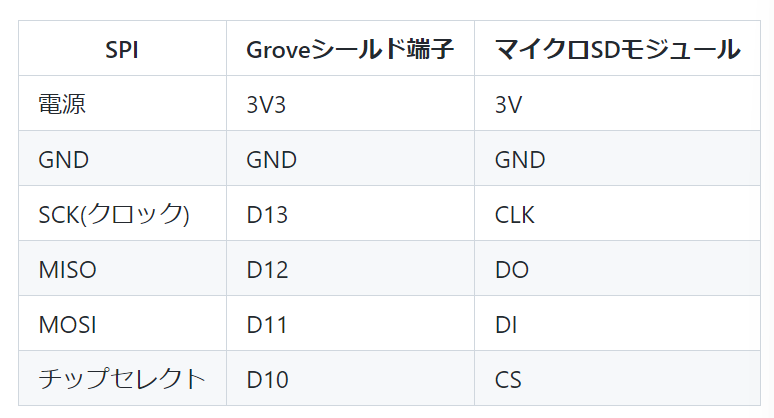 SPI Groveシールド端子 マイクロSDモジュール
電源 3V3 3V
GND GND GND
SCK(クロック) D13 CLK
MISO D12 DO
MOSI D11 DI
チップセレクト D10 CS